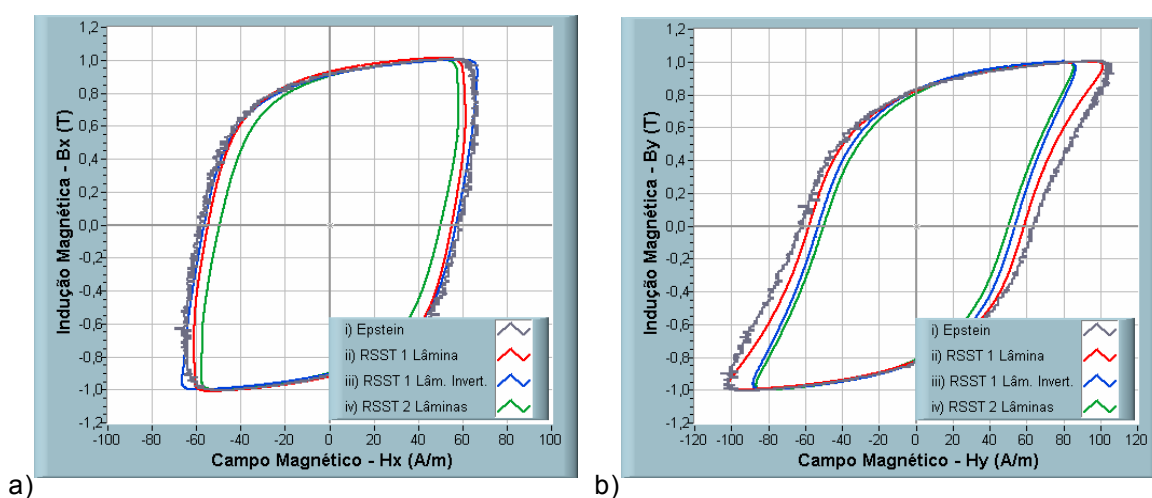 1,2
1,0
0,8
0,6
0,4
0,2
0,0
-0,2
-0,4
-0,6
-0,8
-1,0
-1,2
Indução Magnética - Bx (T)
i) Epstein
ii) RSST 1 Lâmina
iii) RSST 1 Lâm. Invert.
iv) RSST 2 Lâminas
-100 -80 -60 -40 -20 0 20 40 60 80 100
Campo Magnético - Hx (A/m)
a)
1,2
1,0
0,8
0,6
0,4
0,2
0,0
-0,2
-0,4
-0,6
-0,8
-1,0
-1,2
Indução Magnética - By (T)
i) Epstein
ii) RSST 1 Lâmina
iii) RSST 1 Lâm. Invert.
iv) RSST 2 Lâminas
-120 -100 -80 -60 -40 -20 0 20 40 60 80 100 120
Campo Magnético - Hy (A/m)
b)